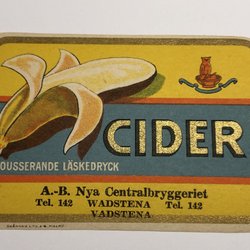 CIDER
MOUSSERANDE LÄSKEDRYCK
A.-B. Nya Centralbryggeriet
Tel. 142 WADSTENA Tel. 142
VADSTENA